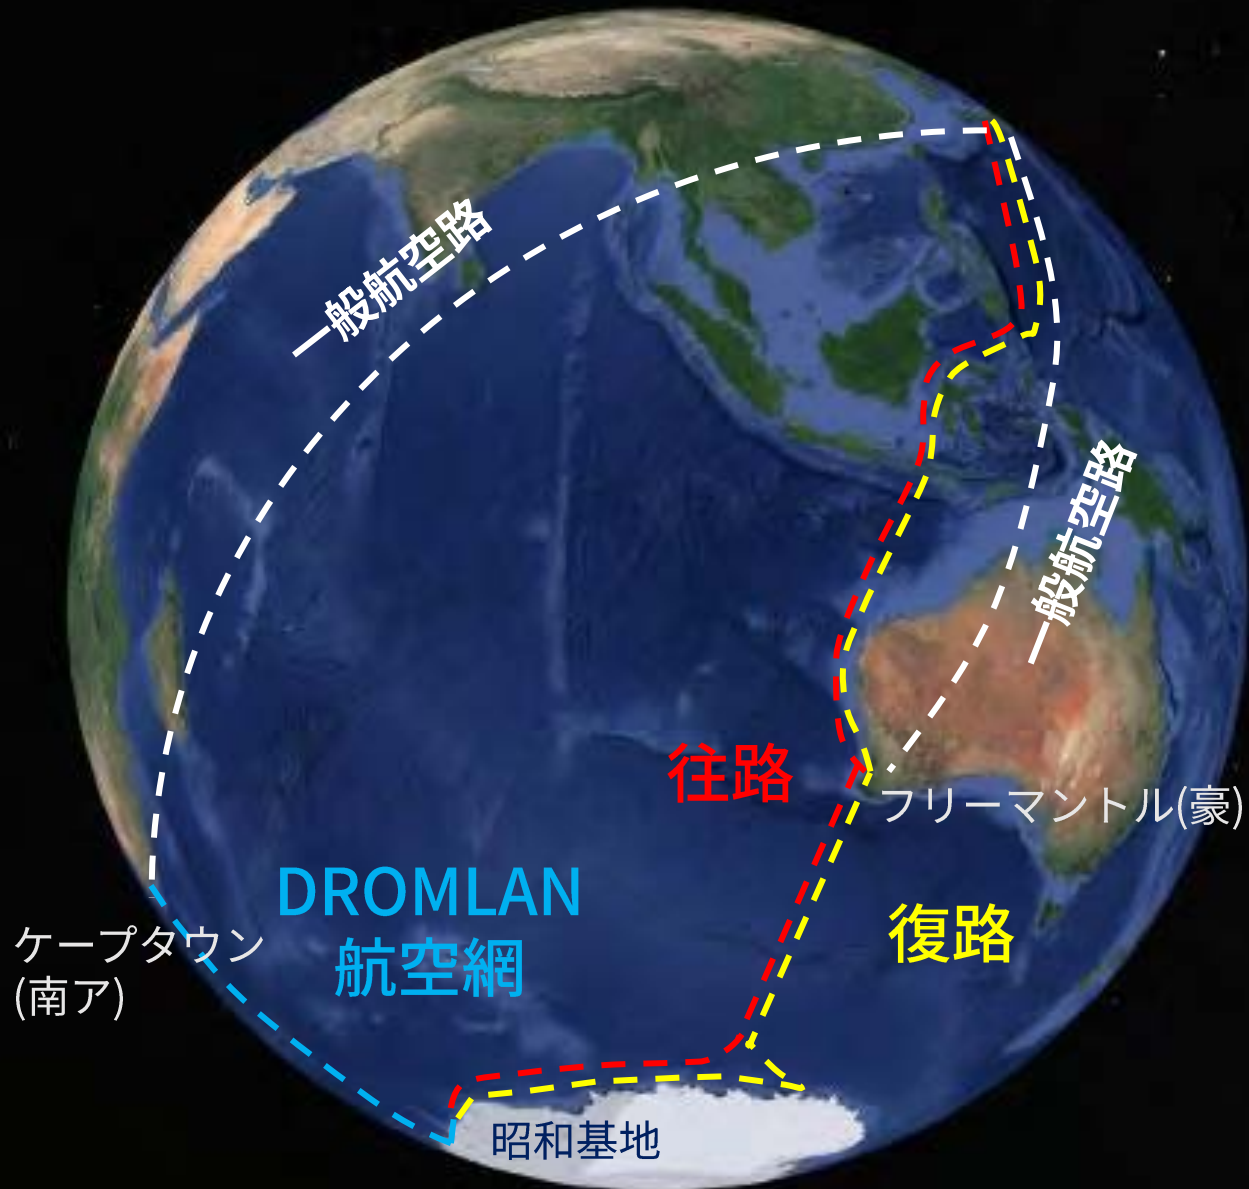 一般航空路
一般航空路
往路
フリーマントル(豪)
DROMLAN
航空網
復路
ケープタウン
(南ア)
昭和基地